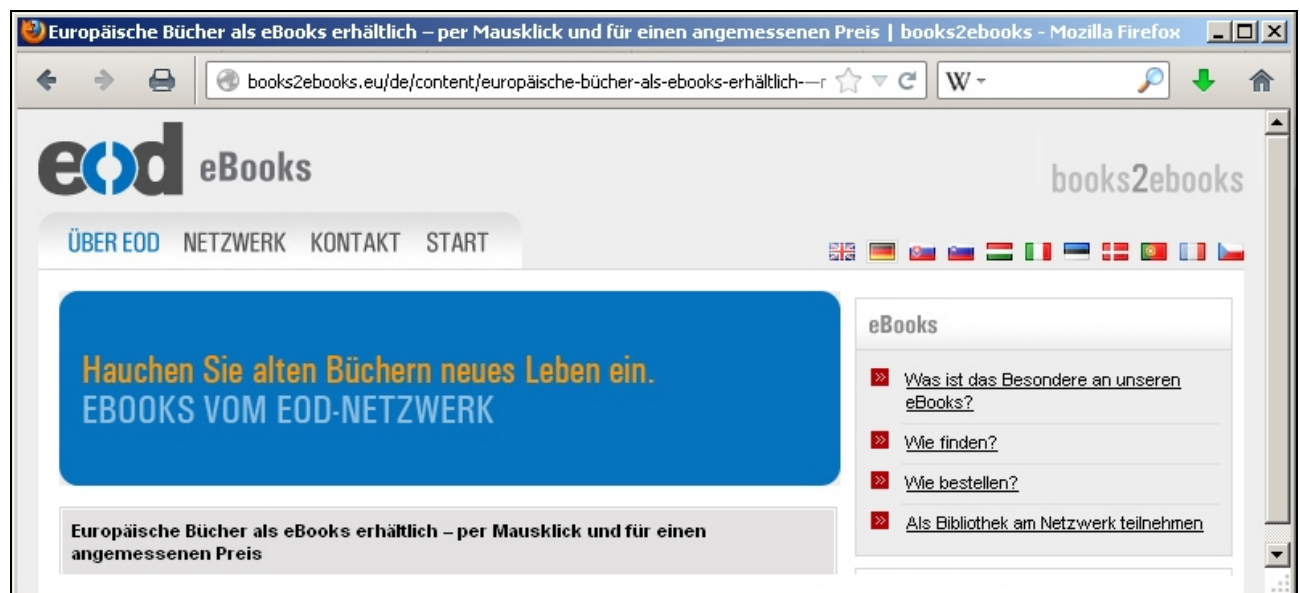 Europäische Bücher als eBooks erhältlich – per Mausklick und für einen angemessenen Preis | books2ebooks - Mozilla Firefox
books2ebooks.eu/de/content/europäische-bücher-als-ebooks-erhältlich-—
W
eod eBooks
books2ebooks
ÜBER EOD NETZWERK KONTAKT START
Hauchen Sie alten Büchern neues Leben ein.
EBOOKS VOM EOD-NETZWERK
Europäische Bücher als eBooks erhältlich – per Mausklick und für einen
angemessenen Preis
eBooks
Was ist das Besondere an unseren
eBooks?
Wie finden?
Wie bestellen?
Als Bibliothek am Netzwerk teilnehmen